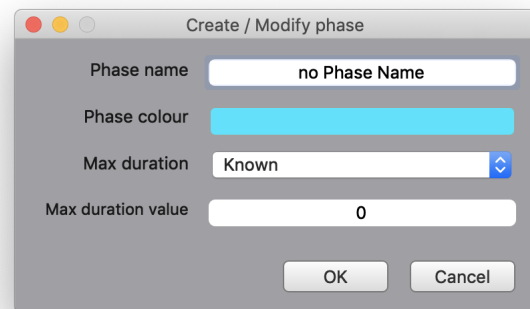 Create / Modify phase
Phase name no Phase Name
Phase colour
Max duration Known
Max duration value 0
OK Cancel